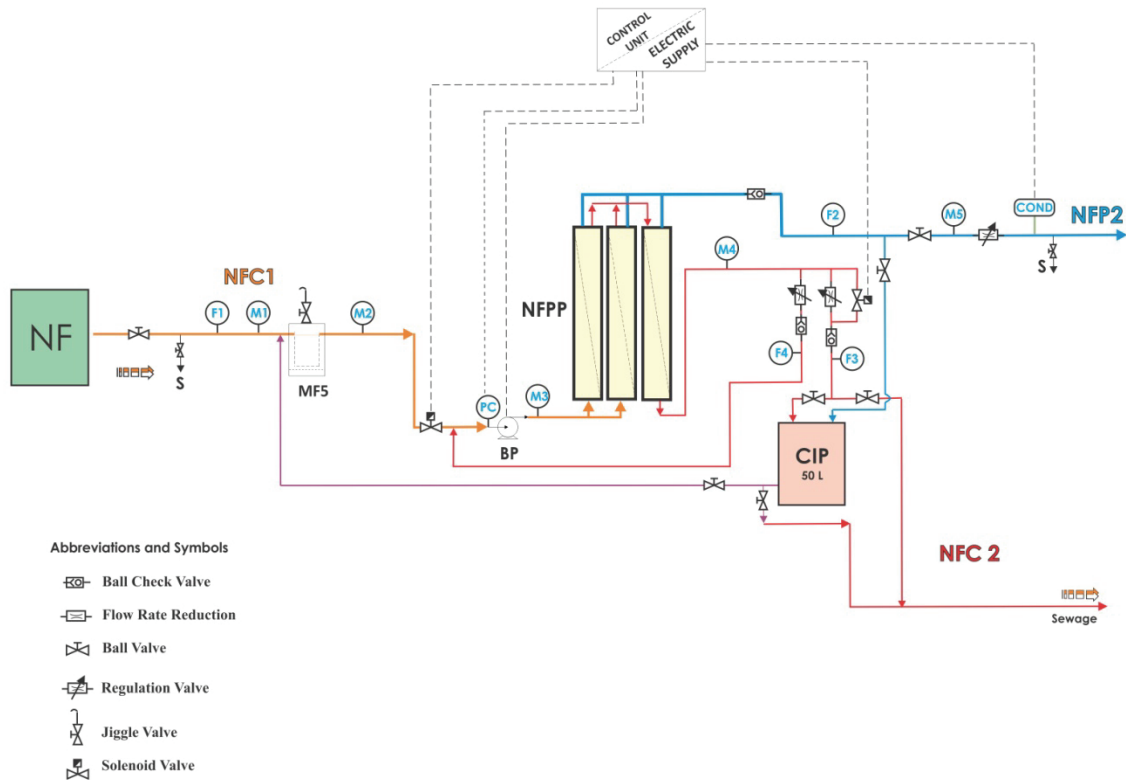 CONTROL
UNIT
ELECTRIC
SUPPLY
COND
NFP2
F2
M5
S
M4
NFPP
NFC1
NF
F1
M1
M2
S
MF5
F4
F3
PC
M3
BP
CIP
50 L
NFC 2
Sewage
Abbreviations and Symbols
Ball Check Valve
Flow Rate Reduction
Ball Valve
Regulation Valve
Jiggle Valve
Solenoid Valve